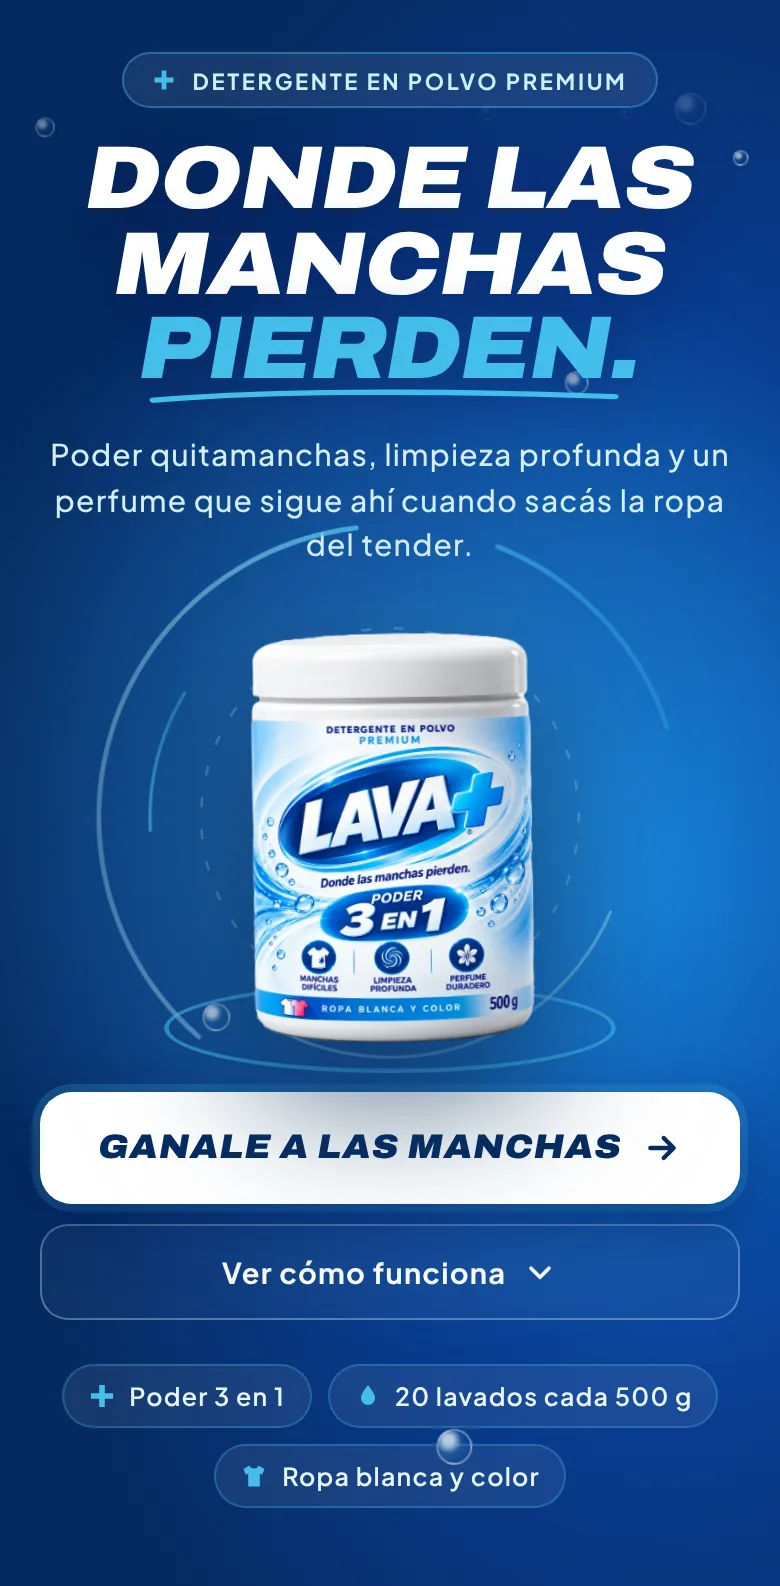 DETERGENTE EN POLVO PREMIUM
DONDE LAS
MANCHAS
PIERDEN.
Poder quitamanchas, limpieza profunda y un
perfume que sigue ahí cuando sacás la ropa
del tender.
DETERGENTE EN POLVO
PREMIUM
LAVA+
Donde las manchas pierden.
PODER
3 EN 1
MANCHAS
DIFÍCILES
LIMPIEZA
PROFUNDA
PERFUME
DURADERO
ROPA BLANCA Y COLOR
500 g
GANALE A LAS MANCHAS →
Ver cómo funciona
Poder 3 en 1
20 lavados cada 500 g
Ropa blanca y color